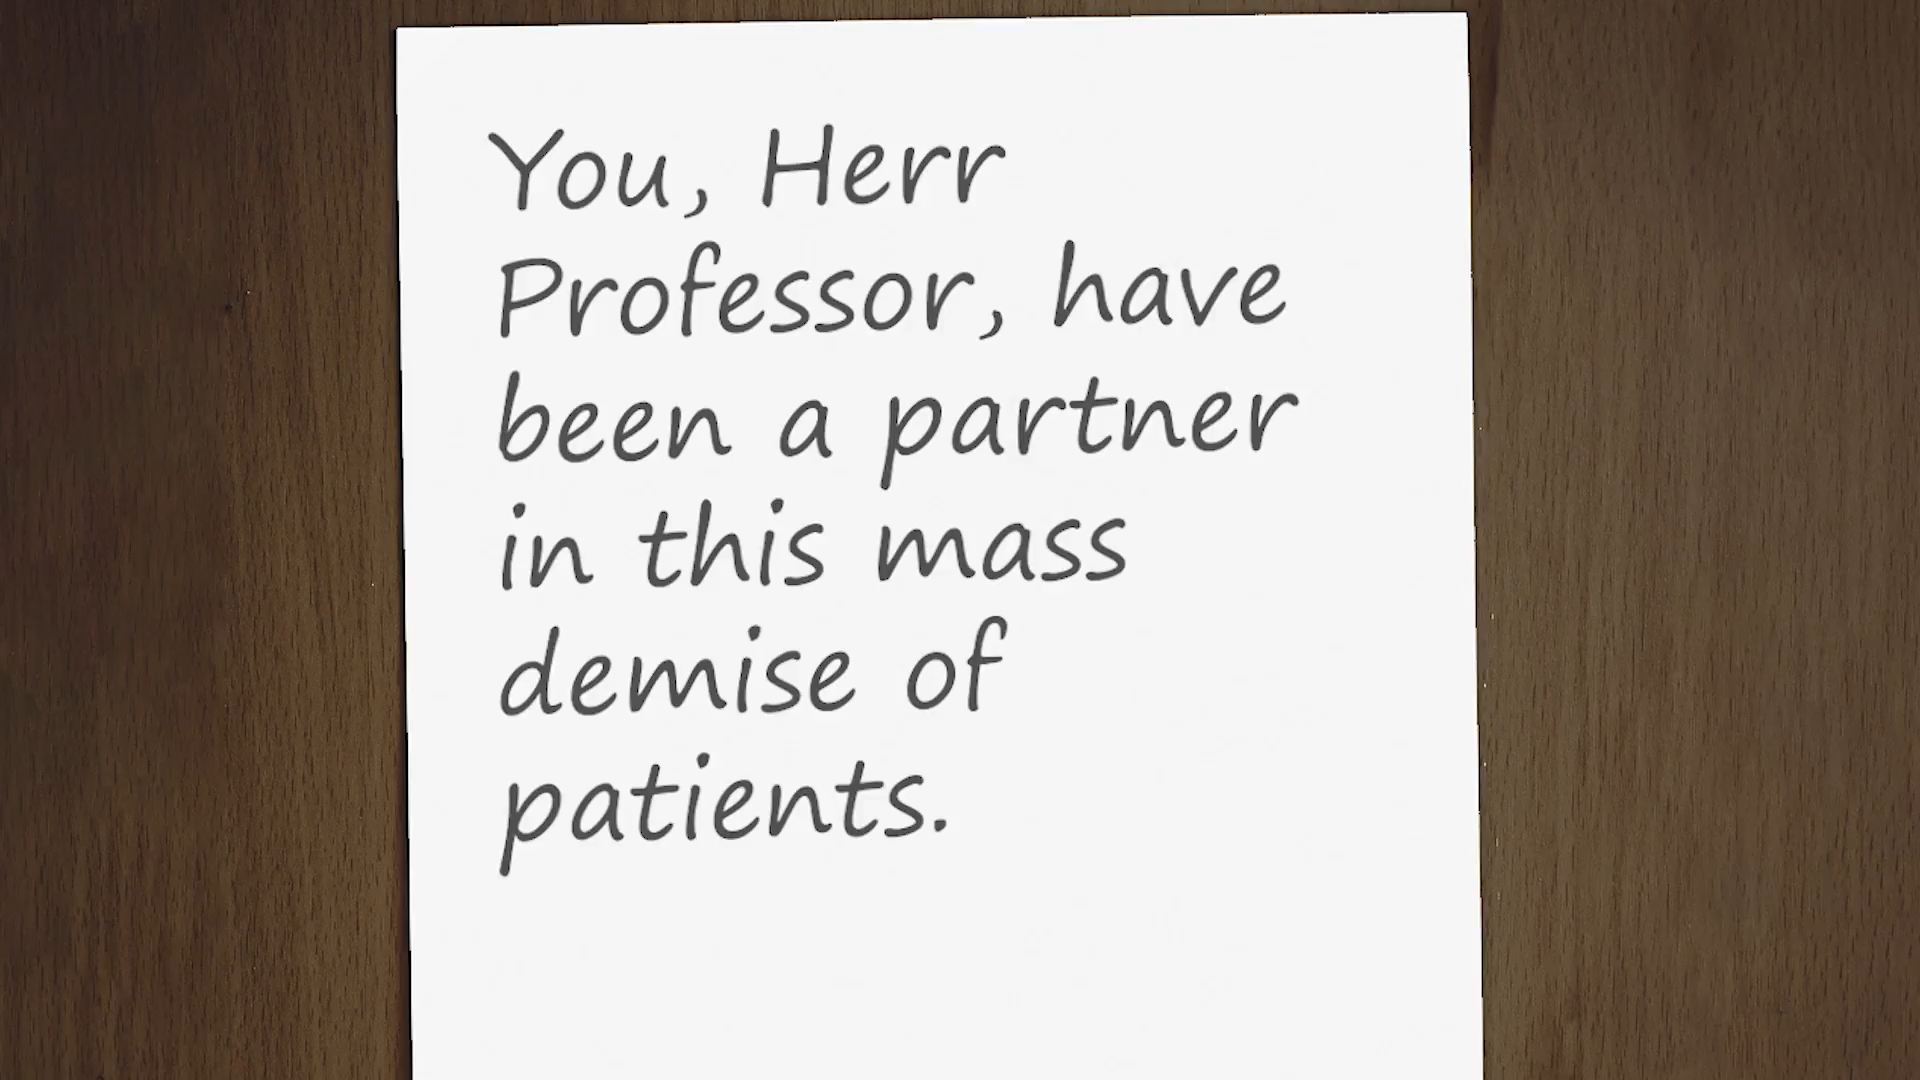 You, Herr
Professor, have
been a partner
in this mass
demise of
patients.